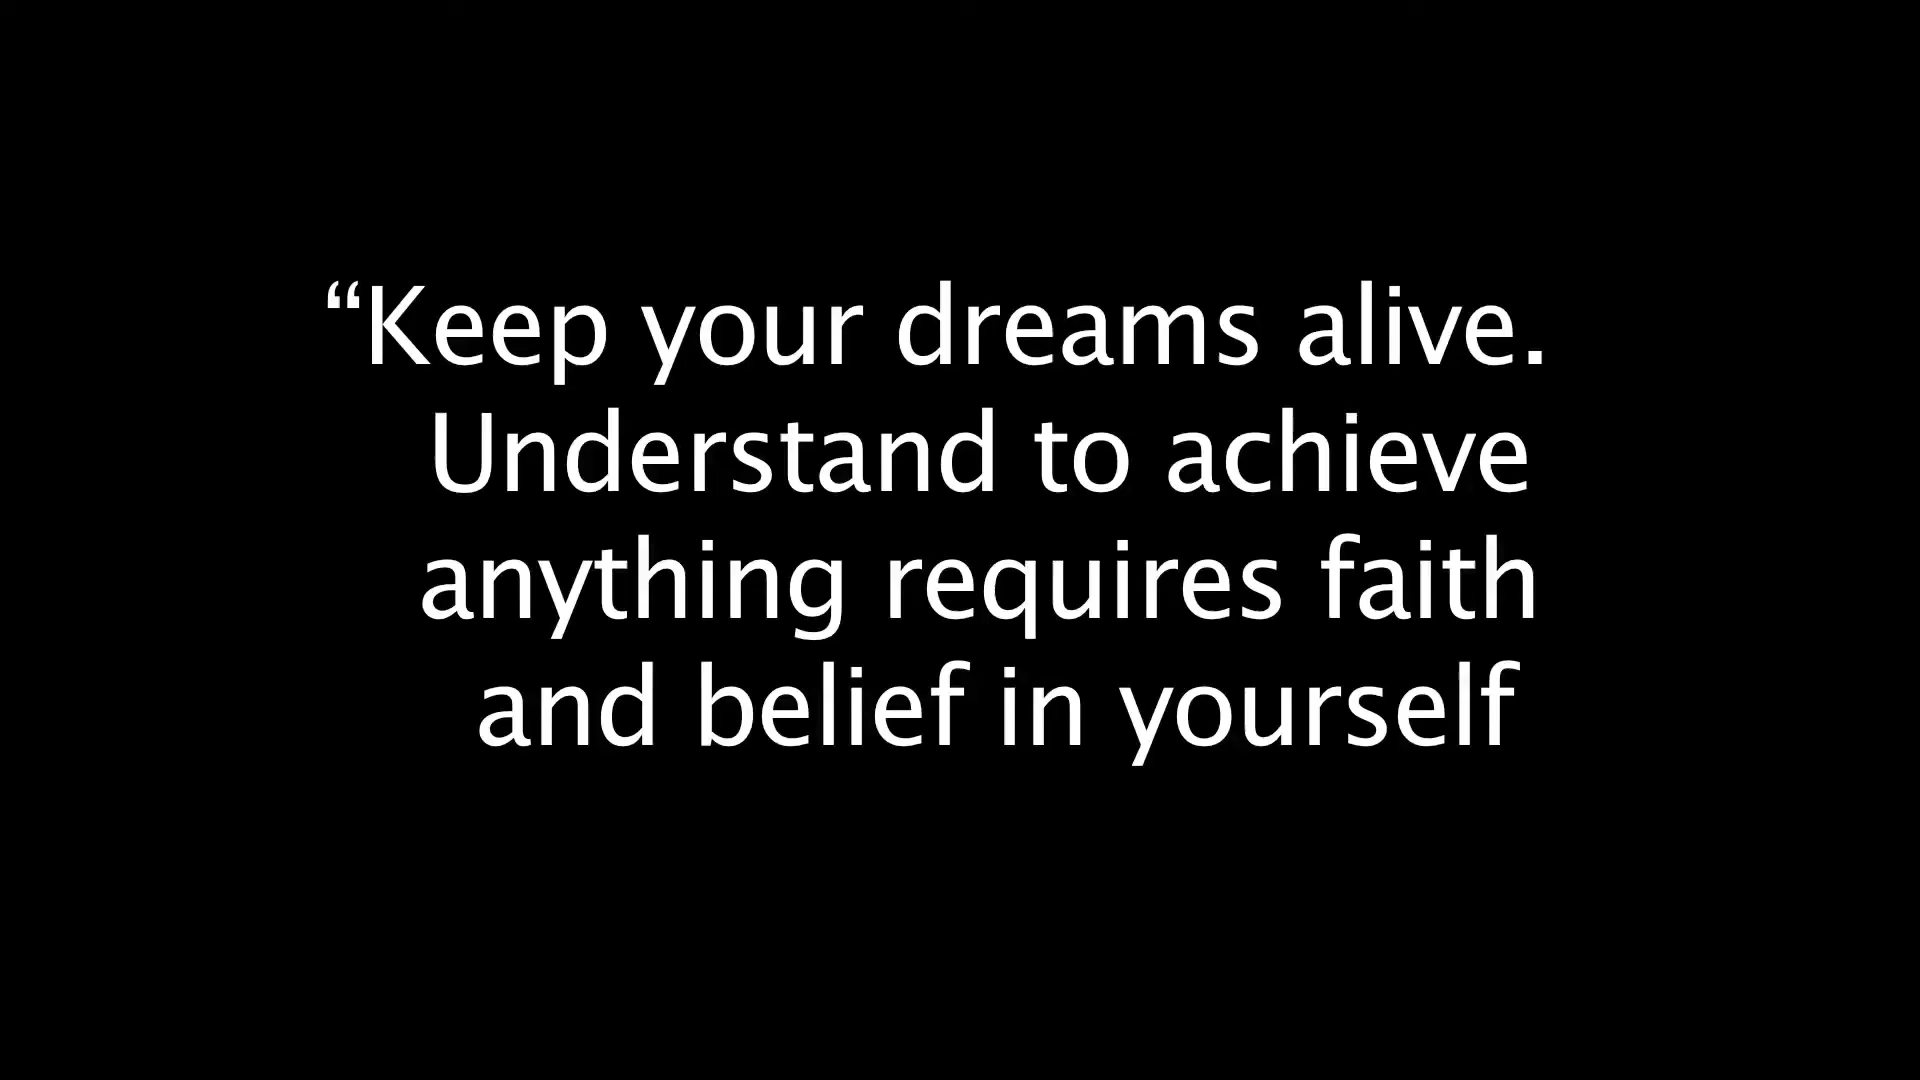 “Keep your dreams alive.
Understand to achieve
anything requires faith
and belief in yourself